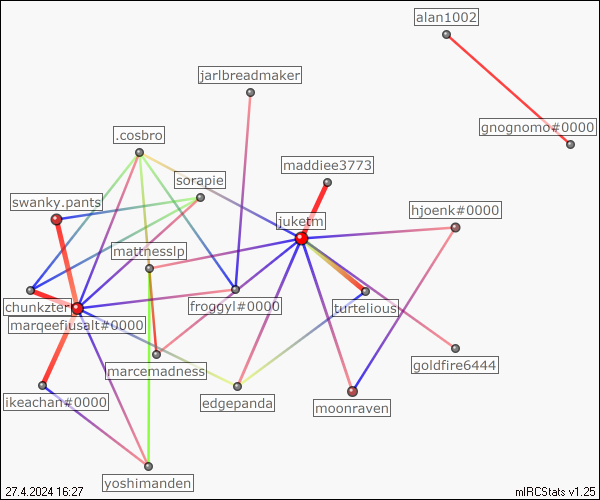 alan1002
jarlbreadmaker
gnognomo#0000
.cosbro
maddiee3773
sorapie
swanky.pants
hjoenk#0000
juketm
mattnesslp
chunkzter
froggyl#0000
turtelious
marqeefiusalt#0000
goldfire6444
marcemadness
ikeachan#0000
edgepanda
moonraven
yoshimanden
27.4.2024 16:27
mIRCStats v1.25